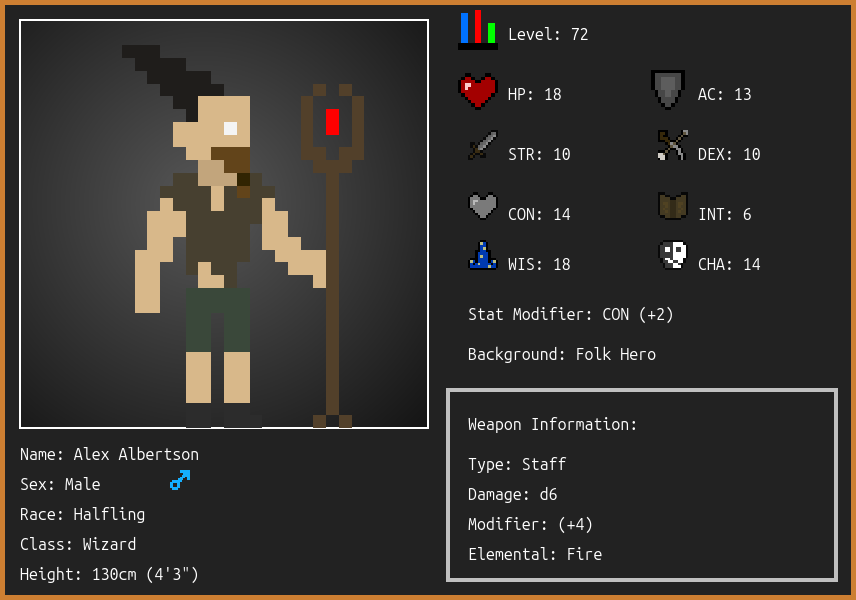 Level: 72
HP: 18
AC: 13
STR: 10
DEX: 10
CON: 14
INT: 6
WIS: 18
CHA: 14
Stat Modifier: CON (+2)
Background: Folk Hero
Weapon Information:
Type: Staff
Damage: d6
Modifier: (+4)
Elemental: Fire
Name: Alex Albertson
Sex: Male
Race: Halfling
Class: Wizard
Height: 130cm (4'3")